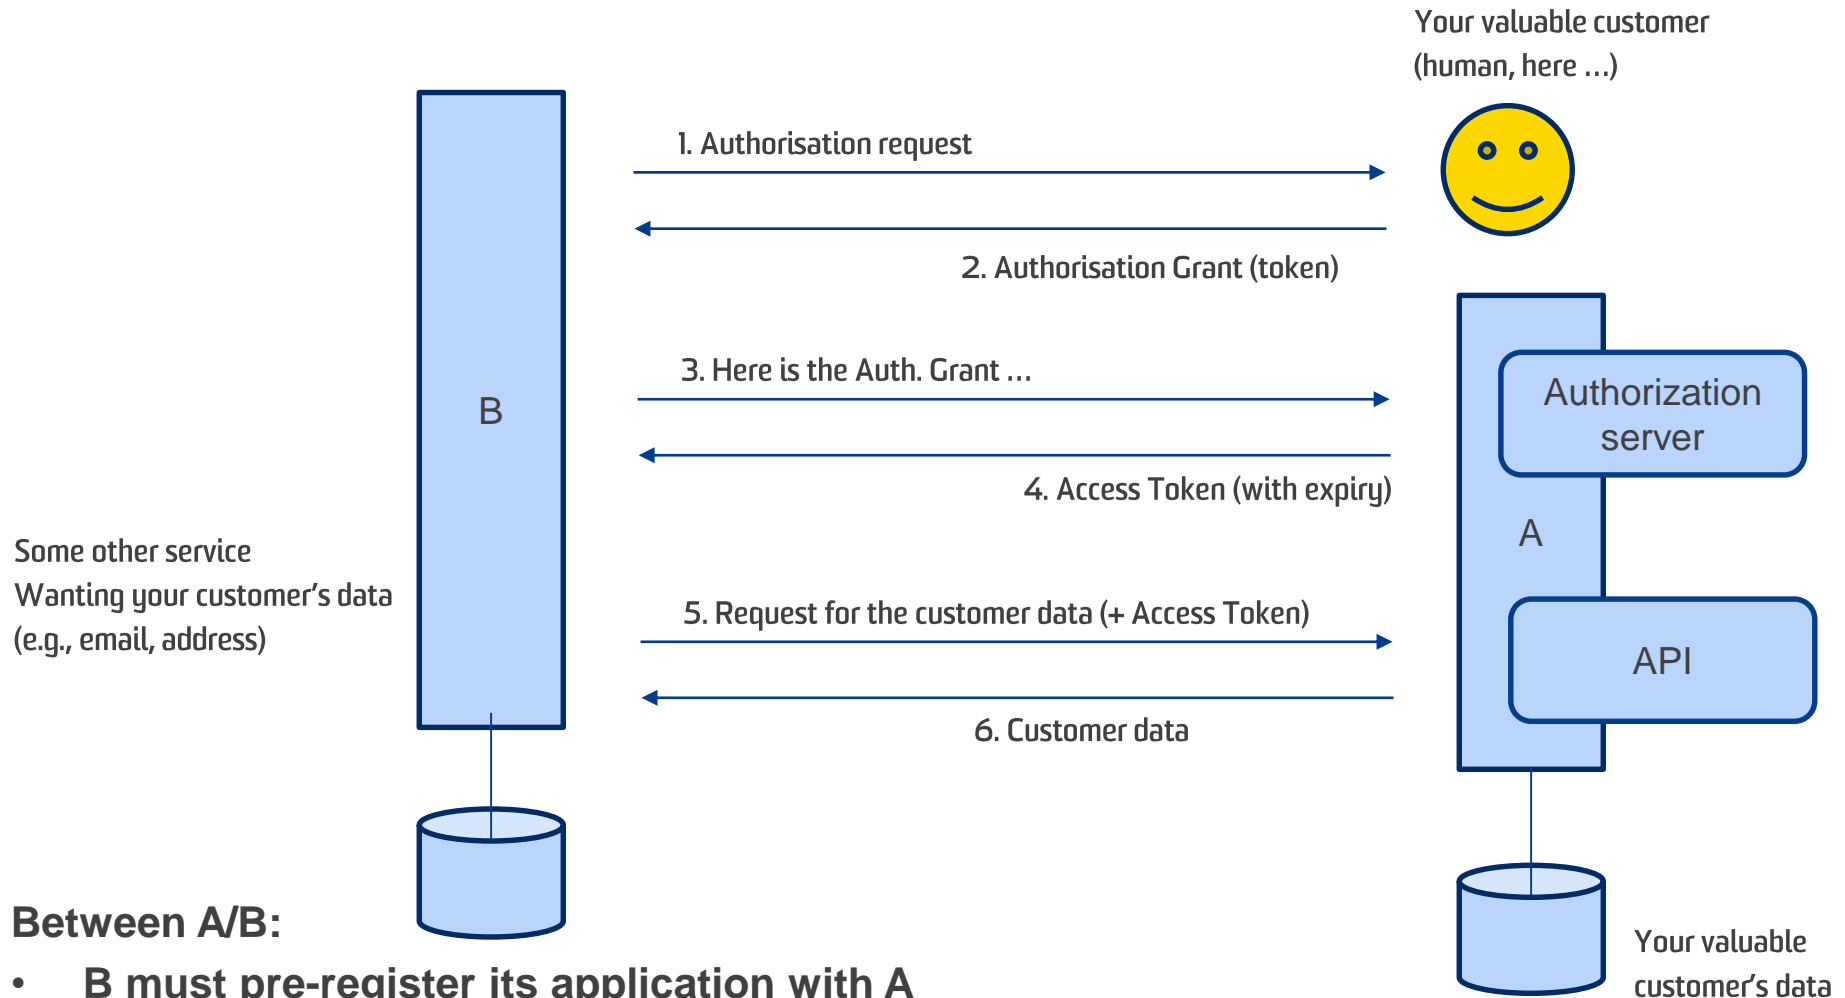 Your valuable customer
(human, here ...)
1. Authorisation request
2. Authorisation Grant (token)
3. Here is the Auth. Grant ...
Authorization
server
B
4. Access Token (with expiry)
A
Some other service
Wanting your customer's data
(e.g., email, address)
5. Request for the customer data (+ Access Token)
API
6. Customer data
Between A/B:
• B must pre-register its application with A
Your valuable
customer's data